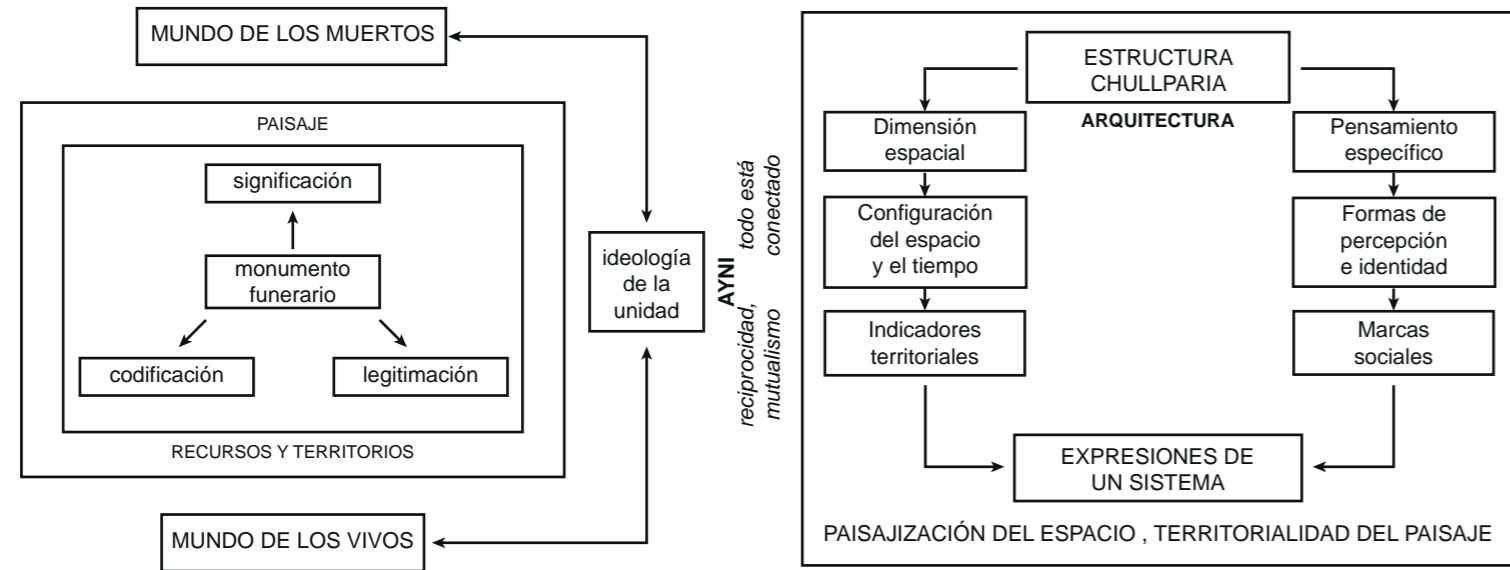 MUNDO DE LOS MUERTOS
PAISAJE
significación
monumento
funerario
codificación
legitimación
RECURSOS Y TERRITORIOS
MUNDO DE LOS VIVOS
ideología
de la
unidad
AYNI
todo está
conectado
reciprocidad,
mutualismo
ESTRUCTURA
CHULLPARIA
ARQUITECTURA
Dimensión
espacial
Configuración
del espacio
y el tiempo
Indicadores
territoriales
Pensamiento
específico
Formas de
percepción
e identidad
Marcas
sociales
EXPRESIONES DE
UN SISTEMA
PAISAJIZACIÓN DEL ESPACIO , TERRITORIALIDAD DEL PAISAJE